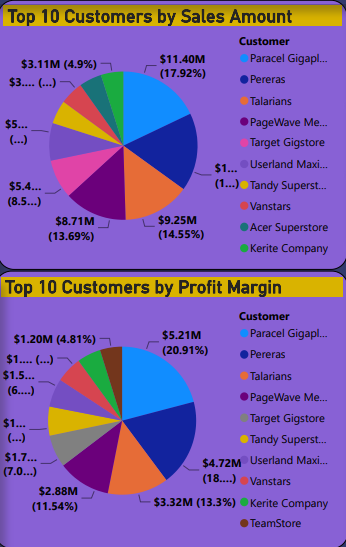 Top 10 Customers by Sales Amount
Customer
Paracel Gigapl...
Pereras
Talarians
PageWave Me...
Target Gigstore
Userland Maxi...
Tandy Superst...
Vanstars
Acer Superstore
Kerite Company
$11.40M
(17.92%)
$1...
(1...)
$9.25M
(14.55%)
$8.71M
(13.69%)
$5.4...
(8.5...)
$5...
(...)
$3.... (...)
$3.11M (4.9%)
Top 10 Customers by Profit Margin
Customer
Paracel Gigapl...
Pereras
Talarians
PageWave Me...
Target Gigstore
Tandy Superst...
Userland Maxi...
Vanstars
Kerite Company
TeamStore
$5.21M
(20.91%)
$4.72M
(18....)
$3.32M (13.3%)
$2.88M
(11.54%)
$1.7...
(7.0...)
$1...
(...)
$1.5...
(6....)
$1.... (...)
$1.20M (4.81%)